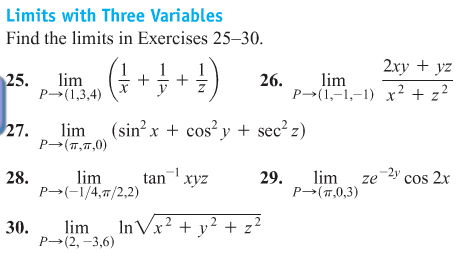 Limits with Three Variables
Find the limits in Exercises 25–30.
25. lim P→(1,3,4) (1/x + 1/y + 1/z) 26. lim P→(1,−1,−1) (2xy + yz)/(x² + z²)
27. lim P→(π,π,0) (sin² x + cos² y + sec² z)
28. lim P→(−1/4,π/2,2) tan⁻¹ xyz 29. lim P→(π,0,3) ze⁻²ʸ cos 2x
30. lim P→(2,−3,6) ln √(x² + y² + z²)